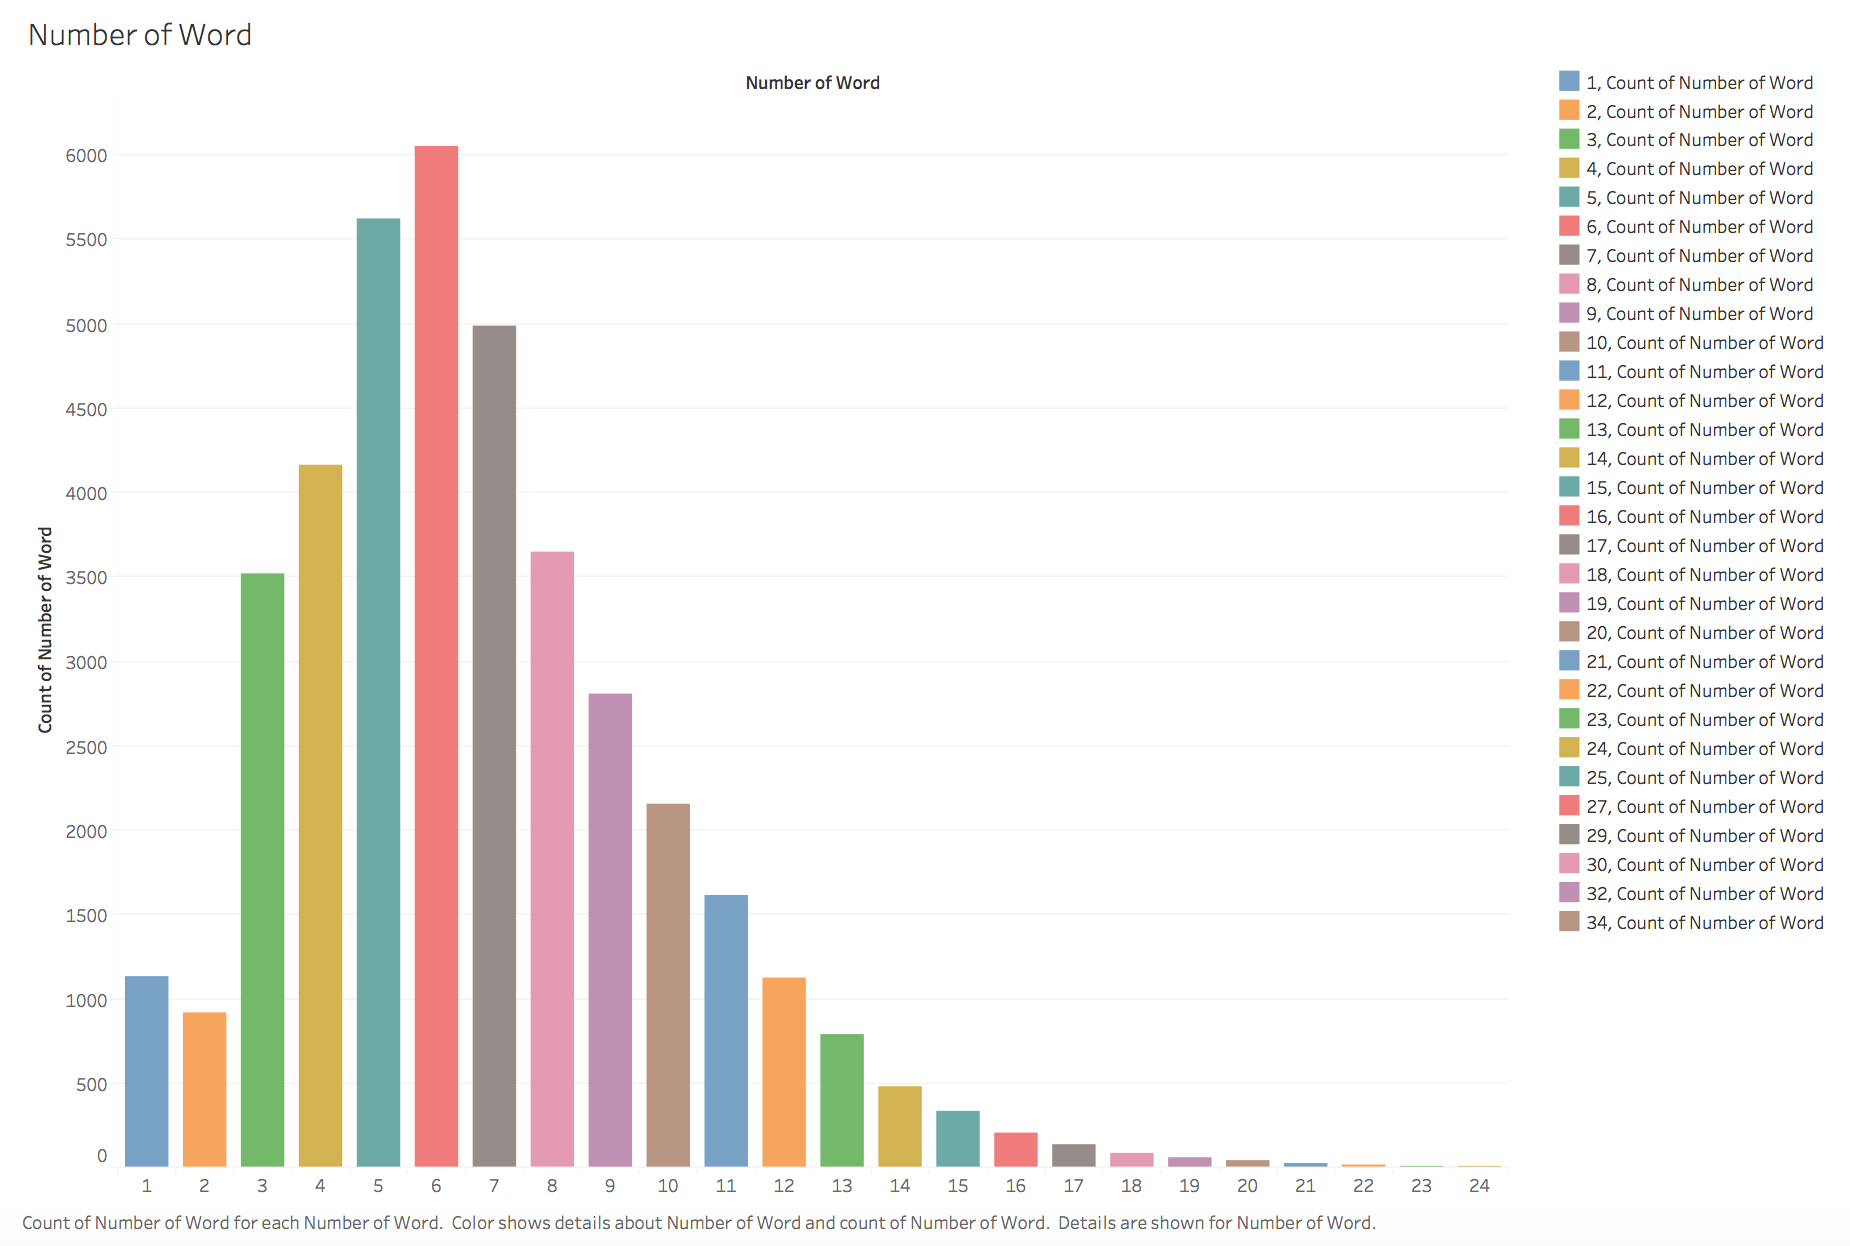 Number of Word
Number of Word
Count of Number of Word
6000
5500
5000
4500
4000
3500
3000
2500
2000
1500
1000
500
0
1 2 3 4 5 6 7 8 9 10 11 12 13 14 15 16 17 18 19 20 21 22 23 24
1, Count of Number of Word
2, Count of Number of Word
3, Count of Number of Word
4, Count of Number of Word
5, Count of Number of Word
6, Count of Number of Word
7, Count of Number of Word
8, Count of Number of Word
9, Count of Number of Word
10, Count of Number of Word
11, Count of Number of Word
12, Count of Number of Word
13, Count of Number of Word
14, Count of Number of Word
15, Count of Number of Word
16, Count of Number of Word
17, Count of Number of Word
18, Count of Number of Word
19, Count of Number of Word
20, Count of Number of Word
21, Count of Number of Word
22, Count of Number of Word
23, Count of Number of Word
24, Count of Number of Word
25, Count of Number of Word
27, Count of Number of Word
29, Count of Number of Word
30, Count of Number of Word
32, Count of Number of Word
34, Count of Number of Word
Count of Number of Word for each Number of Word.  Color shows details about Number of Word and count of Number of Word.  Details are shown for Number of Word.